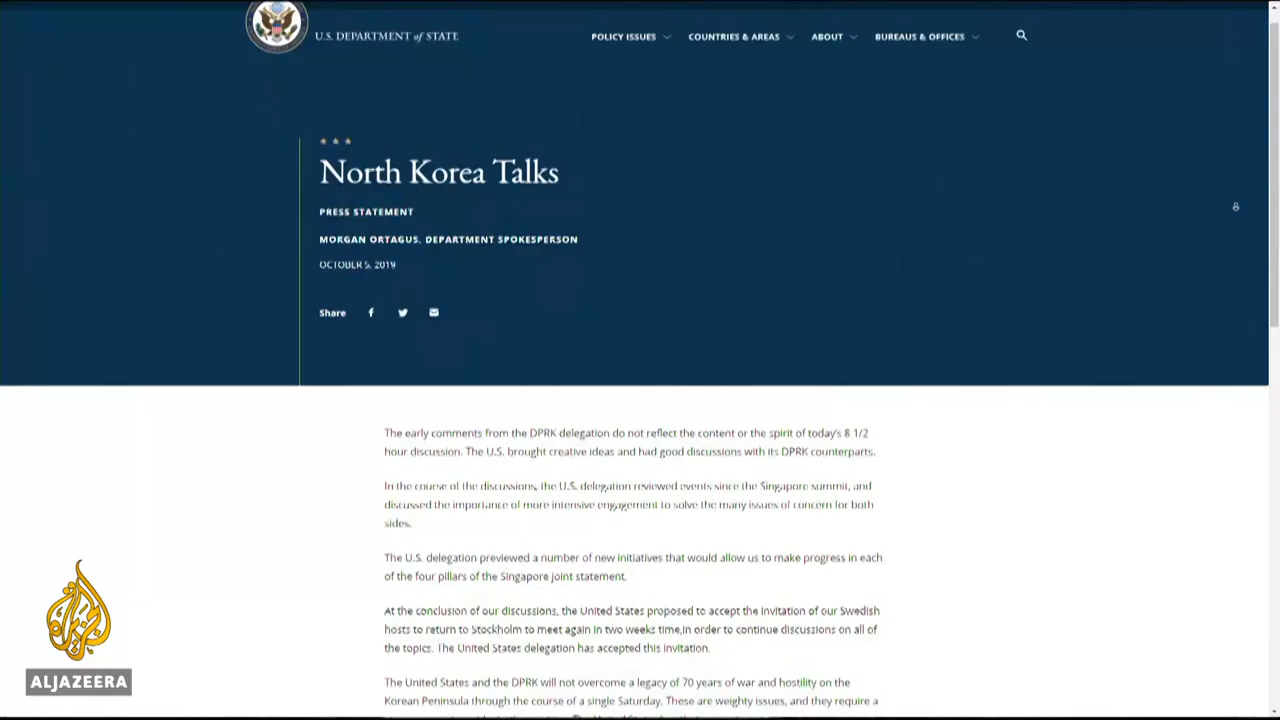 U.S. DEPARTMENT of STATE
POLICY ISSUES COUNTRIES & AREAS ABOUT BUREAUS & OFFICES
North Korea Talks
PRESS STATEMENT
MORGAN ORTAGUS, DEPARTMENT SPOKESPERSON
OCTOBER 5, 2019
Share
The early comments from the DPRK delegation do not reflect the content or the spirit of today's 8 1/2
hour discussion. The U.S. brought creative ideas and had good discussions with its DPRK counterparts.
In the course of the discussions, the U.S. delegation reviewed events since the Singapore summit, and
discussed the importance of more intensive engagement to solve the many issues of concern for both
sides.
The U.S. delegation previewed a number of new initiatives that would allow us to make progress in each
of the four pillars of the Singapore joint statement.
At the conclusion of our discussions, the United States proposed to accept the invitation of our Swedish
hosts to return to Stockholm to meet again in two weeks time,in order to continue discussions on all of
the topics. The United States delegation has accepted this invitation.
The United States and the DPRK will not overcome a legacy of 70 years of war and hostility on the
Korean Peninsula through the course of a single Saturday. These are weighty issues, and they require a
الجزيرة
ALJAZEERA